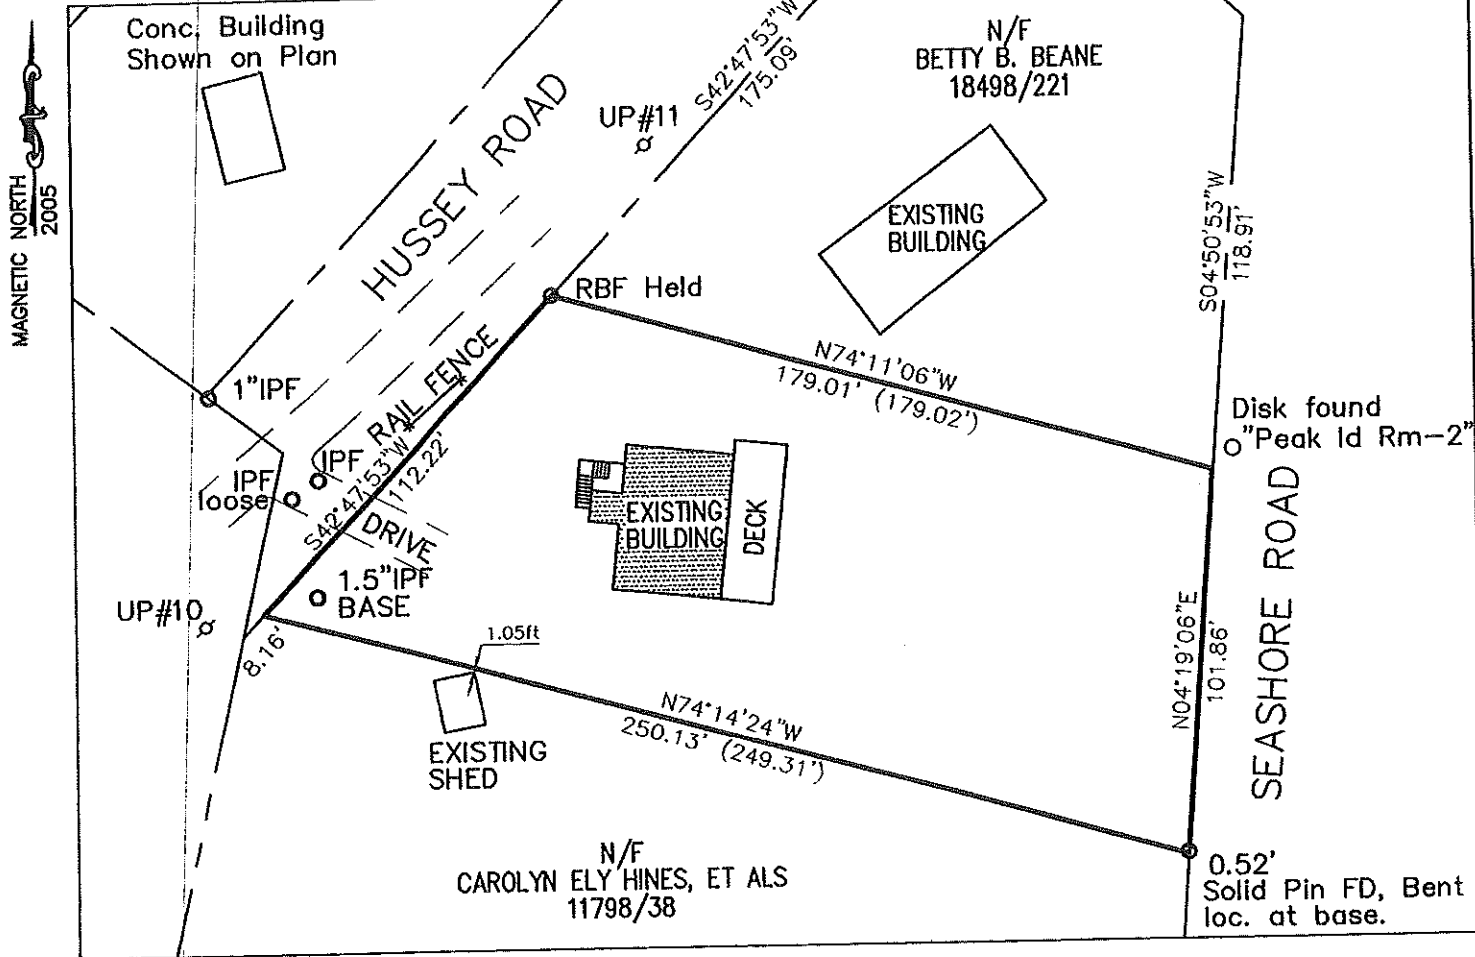 Conc. Building
Shown on Plan
MAGNETIC NORTH
2005
HUSSEY ROAD
UP#11
S42°47'53"W
175.09'
N/F
BETTY B. BEANE
18498/221
EXISTING
BUILDING
S04°50'53"W
118.91'
RBF Held
1"IPF
RAIL FENCE
N74°11'06"W
179.01' (179.02')
Disk found
"Peak Id Rm-2"
IPF
IPF
loose
S42°47'53"W
112.22'
DRIVE
EXISTING
BUILDING
DECK
1.5"IPF
BASE
UP#10
8.16'
1.05ft
EXISTING
SHED
N74°14'24"W
250.13' (249.31')
N04°19'06"E
101.86'
SEASHORE ROAD
N/F
CAROLYN ELY HINES, ET ALS
11798/38
0.52'
Solid Pin FD, Bent
loc. at base.